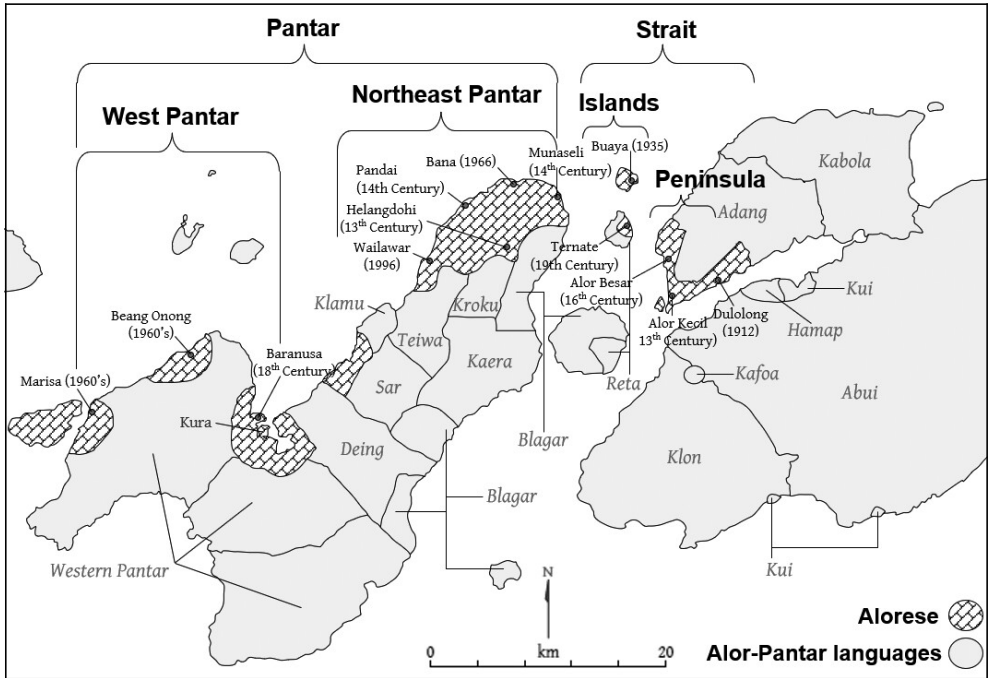 Pantar
Strait
West Pantar
Northeast Pantar
Islands
Peninsula
Bana (1966)
Munaseli
(14th Century)
Buaya (1935)
Pandai
(14th Century)
Helangdohi
(13th Century)
Wailawar
(1996)
Kabola
Adang
Ternate
(19th Century)
Alor Besar
(16th Century)
Alor Kecil
13th Century)
Dulolong
(1912)
Kui
Hamap
Klamu
Kroku
Teiwa
Kaera
Sar
Reta
Kafoa
Abui
Beang Onong
(1960's)
Baranusa
(18th Century)
Marisa (1960's)
Kura
Deing
Blagar
Klon
Blagar
Western Pantar
Kui
N
0
km
20
Alorese
Alor-Pantar languages